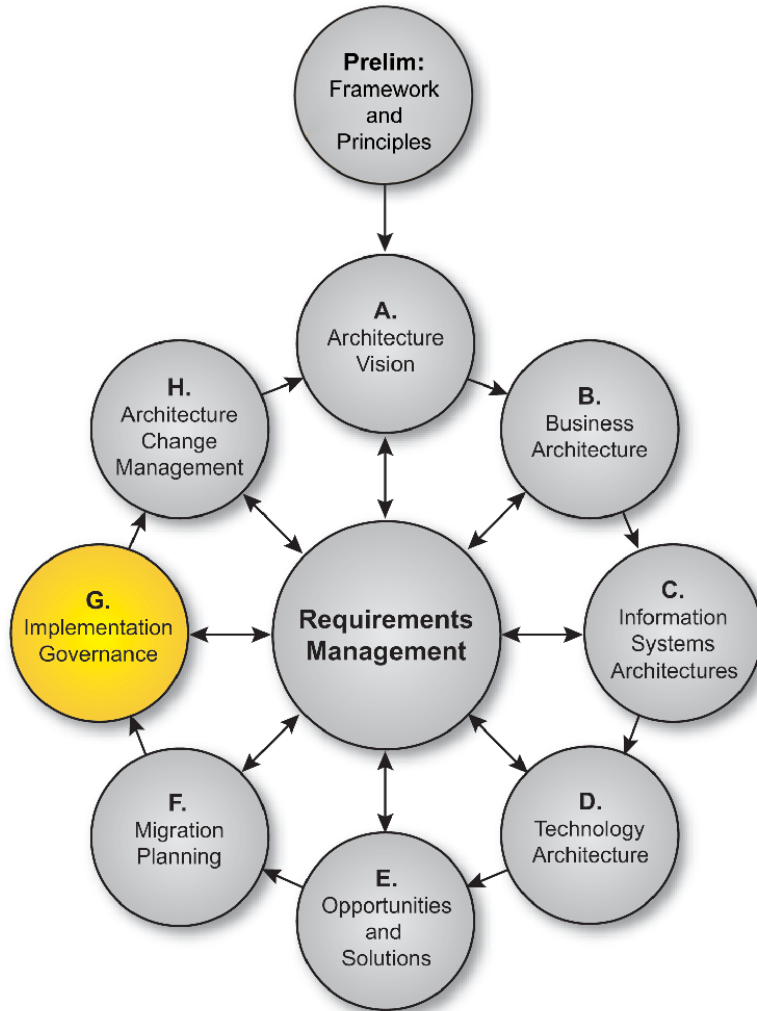 Prelim:
Framework
and
Principles
A.
Architecture
Vision
B.
Business
Architecture
C.
Information
Systems
Architectures
D.
Technology
Architecture
E.
Opportunities
and
Solutions
F.
Migration
Planning
G.
Implementation
Governance
H.
Architecture
Change
Management
Requirements
Management